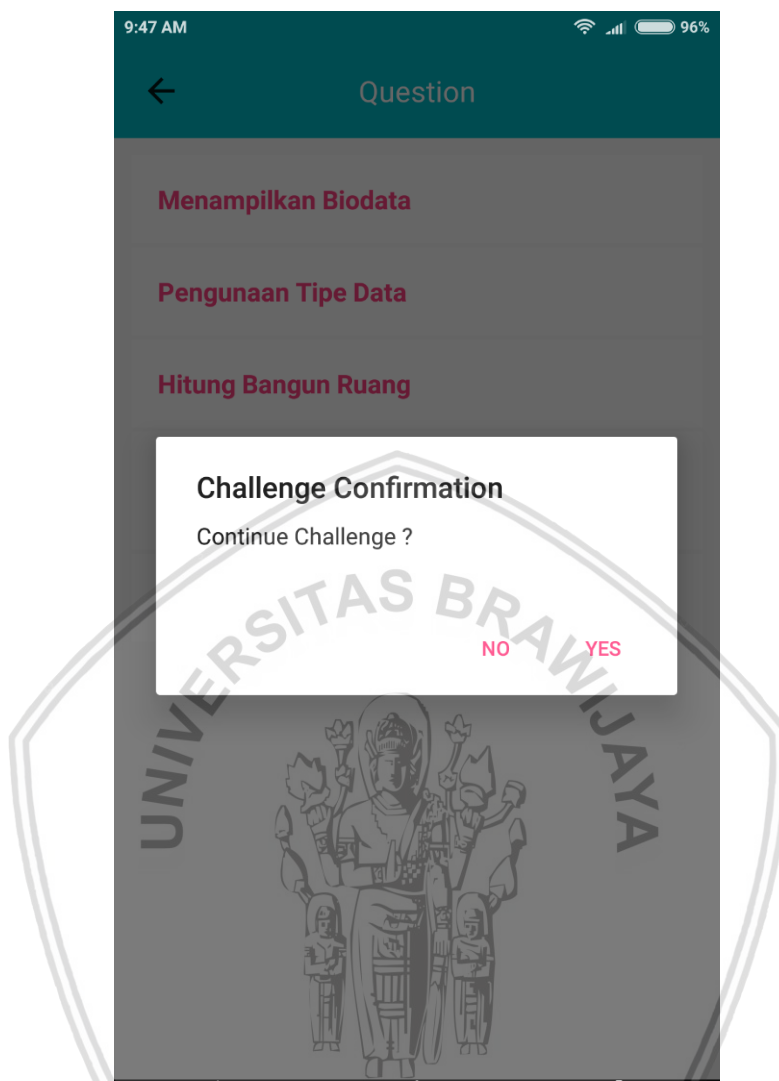 9:47 AM 96%
Question
Menampilkan Biodata
Pengunaan Tipe Data
Hitung Bangun Ruang
Challenge Confirmation
Continue Challenge ?
NO YES
UNIVERSITAS BRAWIJAYA